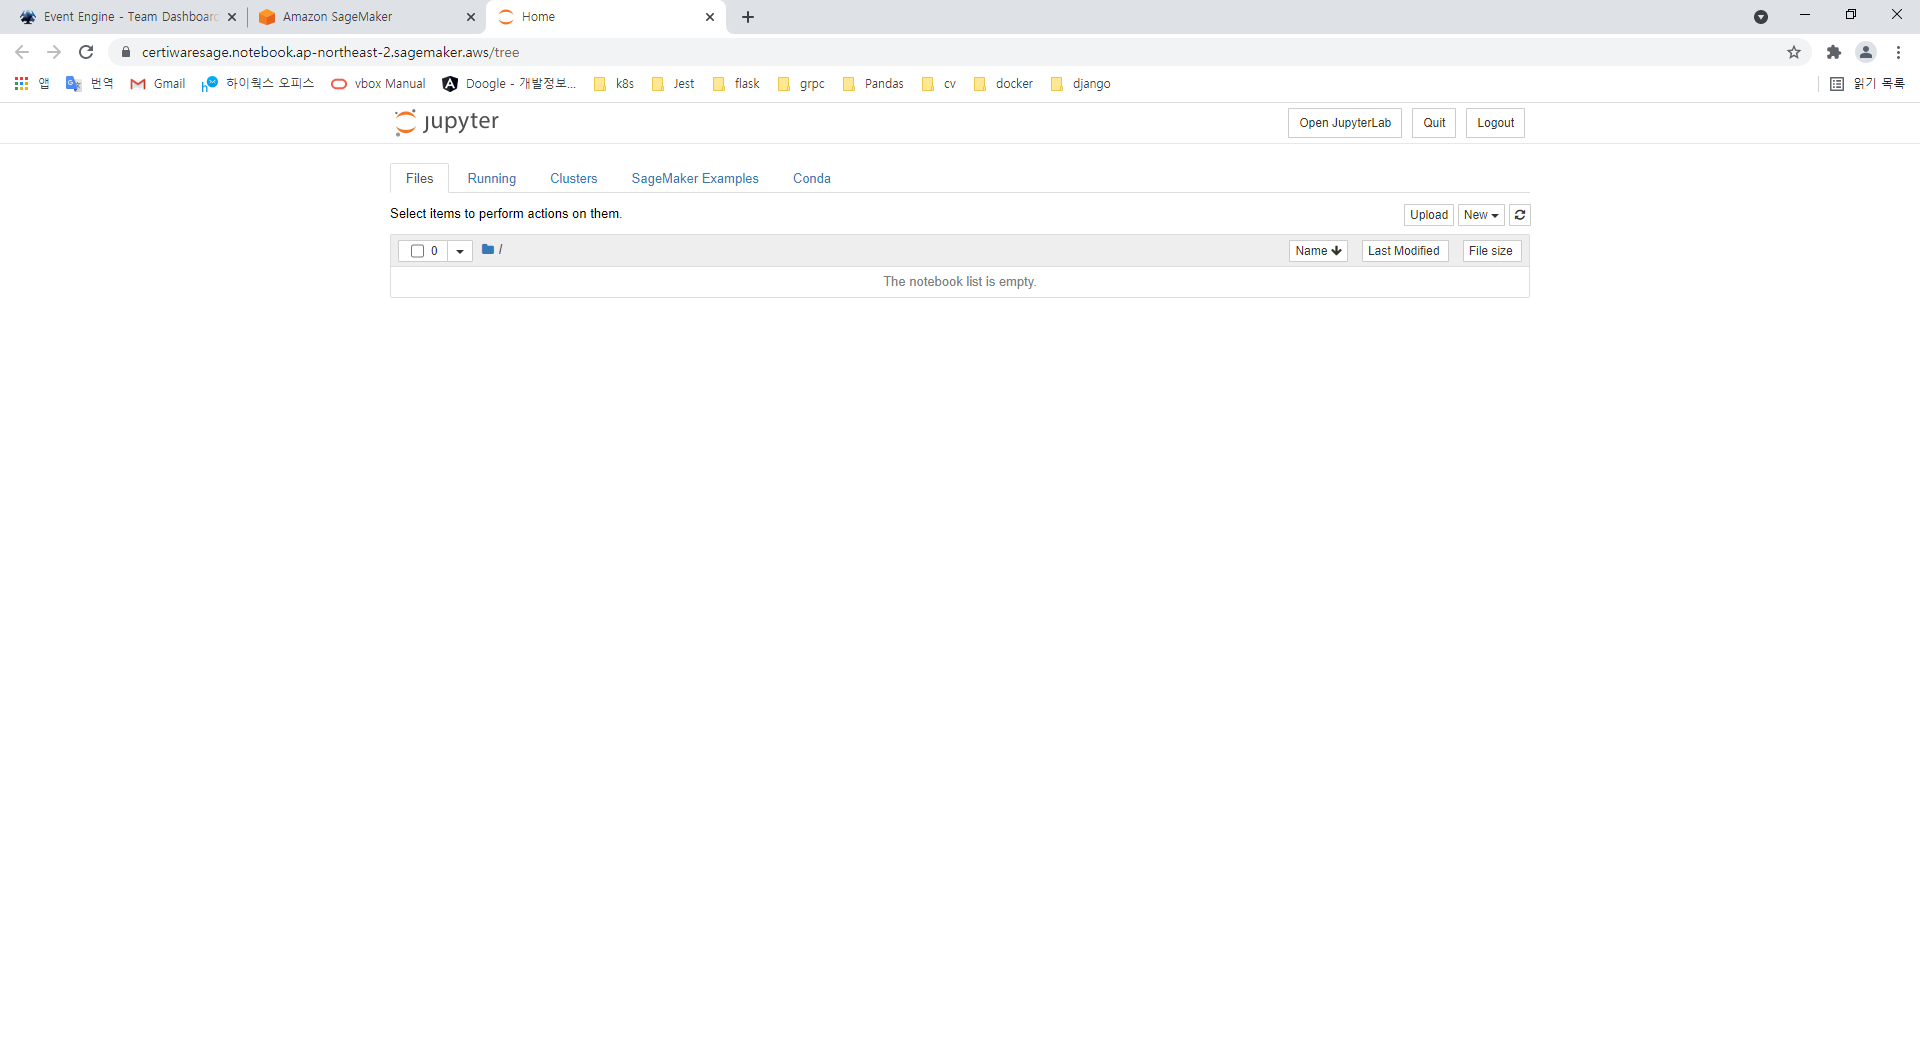 Event Engine - Team Dashboard
Amazon SageMaker
Home
certiwaresage.notebook.ap-northeast-2.sagemaker.aws/tree
앱 번역 Gmail 하이웍스 오피스 vbox Manual Doogle - 개발정보... k8s Jest flask grpc Pandas cv docker django 읽기 목록
jupyter
Open JupyterLab Quit Logout
Files Running Clusters SageMaker Examples Conda
Select items to perform actions on them.
Upload New
0 / Name Last Modified File size
The notebook list is empty.